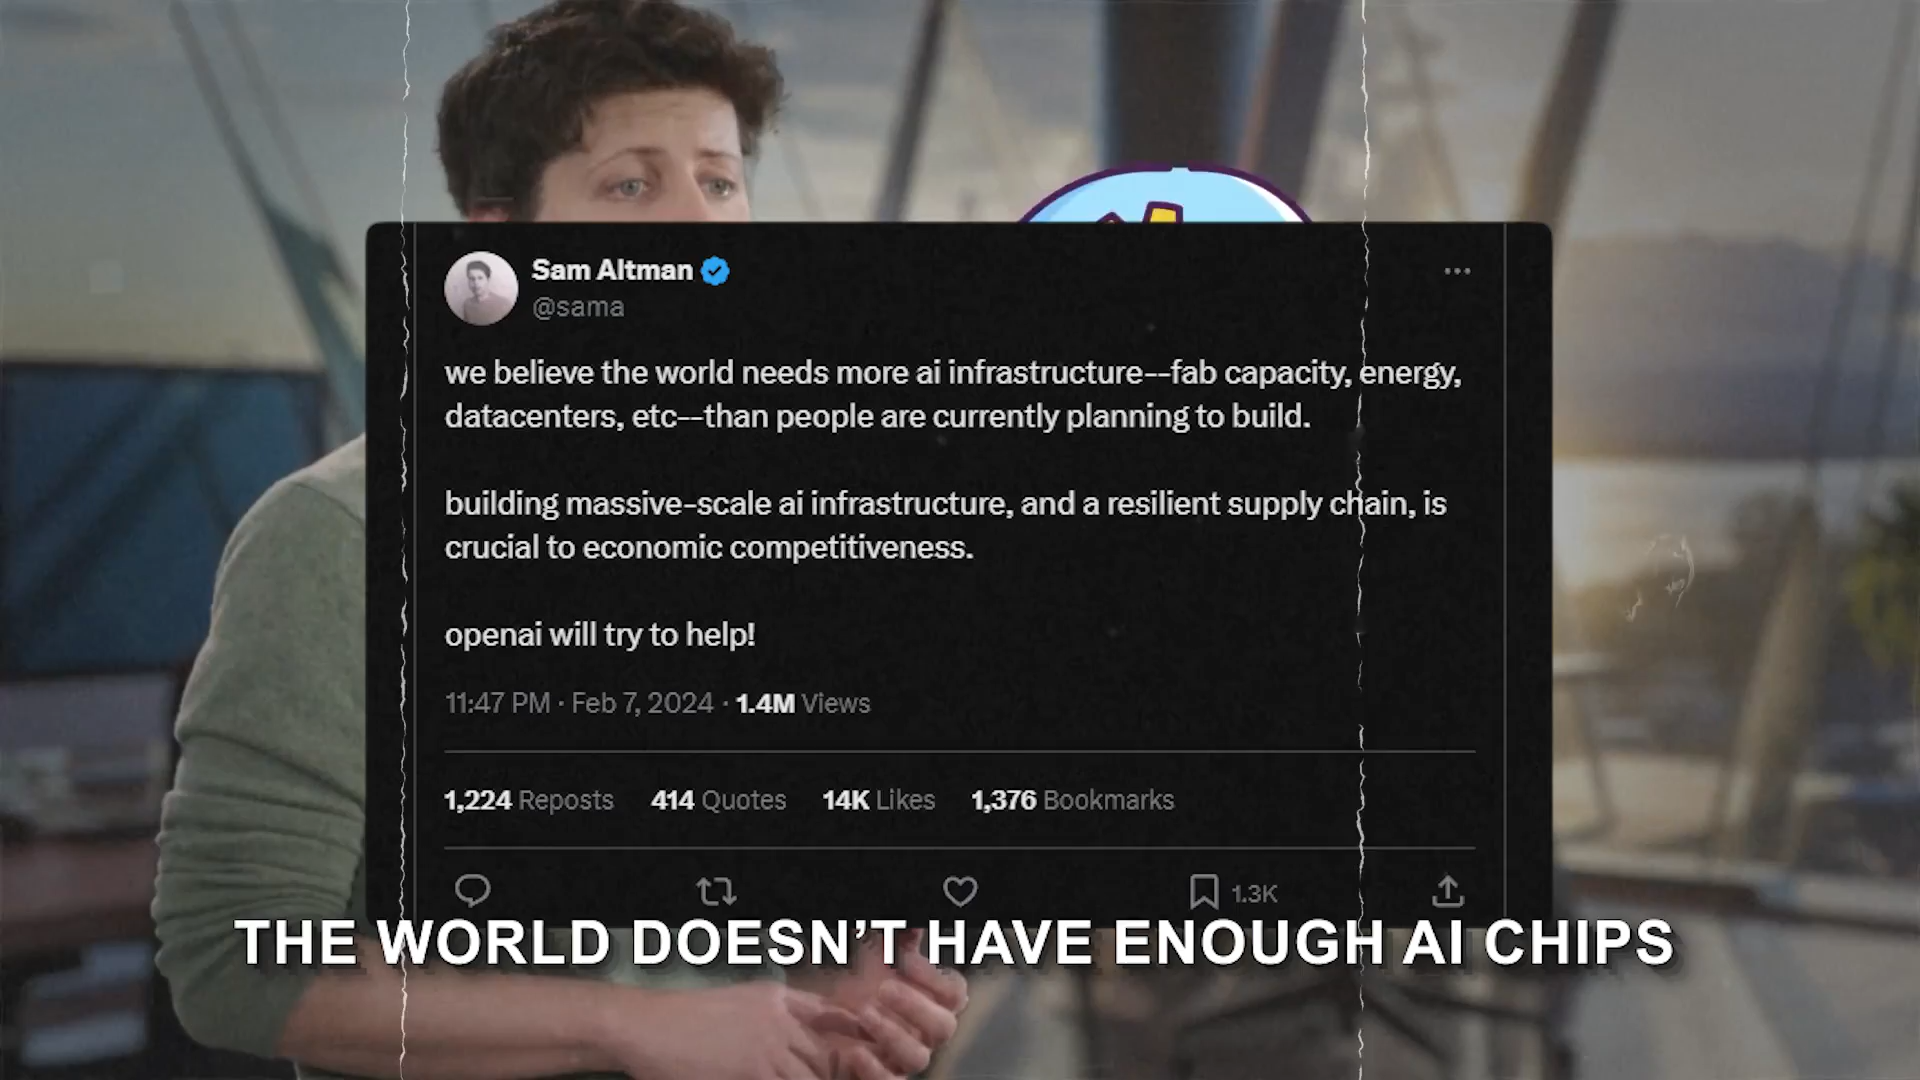 Sam Altman
@sama
we believe the world needs more ai infrastructure--fab capacity, energy,
datacenters, etc--than people are currently planning to build.
building massive-scale ai infrastructure, and a resilient supply chain, is
crucial to economic competitiveness.
openai will try to help!
11:47 PM · Feb 7, 2024 · 1.4M Views
1,224 Reposts 414 Quotes 14K Likes 1,376 Bookmarks
1.3K
THE WORLD DOESN’T HAVE ENOUGH AI CHIPS